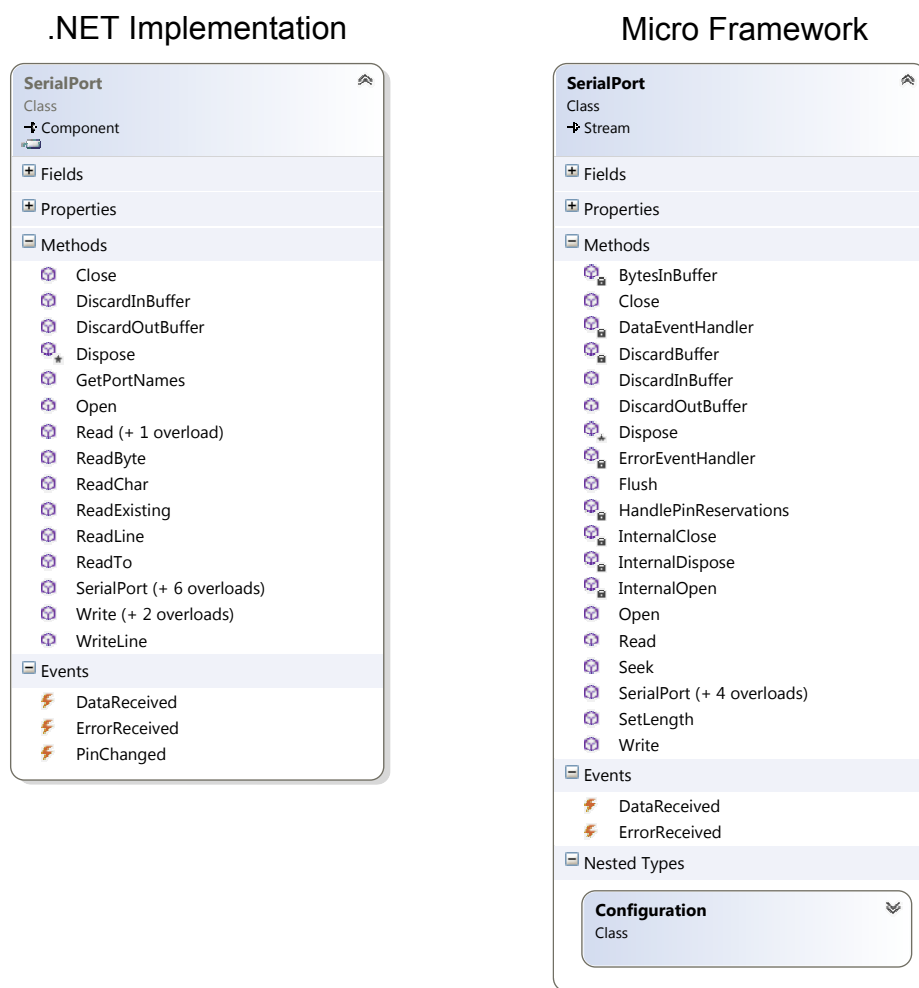 .NET Implementation
SerialPort
Class
Component
Fields
Properties
Methods
Close
DiscardInBuffer
DiscardOutBuffer
Dispose
GetPortNames
Open
Read (+ 1 overload)
ReadByte
ReadChar
ReadExisting
ReadLine
ReadTo
SerialPort (+ 6 overloads)
Write (+ 2 overloads)
WriteLine
Events
DataReceived
ErrorReceived
PinChanged
Micro Framework
SerialPort
Class
Stream
Fields
Properties
Methods
BytesInBuffer
Close
DataEventHandler
DiscardBuffer
DiscardInBuffer
DiscardOutBuffer
Dispose
ErrorEventHandler
Flush
HandlePinReservations
InternalClose
InternalDispose
InternalOpen
Open
Read
Seek
SerialPort (+ 4 overloads)
SetLength
Write
Events
DataReceived
ErrorReceived
Nested Types
Configuration
Class